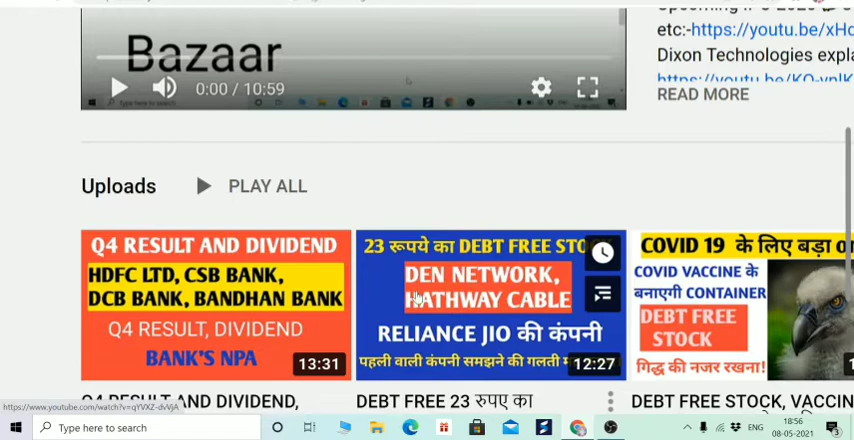 Bazaar
0:00 / 10:59
etc:-https://youtu.be/xHc
Dixon Technologies expla
READ MORE
Uploads PLAY ALL
Q4 RESULT AND DIVIDEND
HDFC LTD, CSB BANK,
DCB BANK, BANDHAN BANK
Q4 RESULT, DIVIDEND
BANK'S NPA
13:31
23 रूपये का DEBT FREE STO
DEN NETWORK,
HATHWAY CABLE
RELIANCE JIO की कंपनी
पहली वाली कंपनी समझने की गलती
12:27
COVID 19 के लिए बड़ा
COVID VACCINE के
बनाएगी CONTAINER
DEBT FREE
STOCK
गिद्ध की नजर रखना!
Q4 RESULT AND DIVIDEND,
DEBT FREE 23 रुपए का
DEBT FREE STOCK, VACCIN
https://www.youtube.com/watch?v=qYVXZ-dvVjA
Type here to search
ENG
18:56
08-05-2021